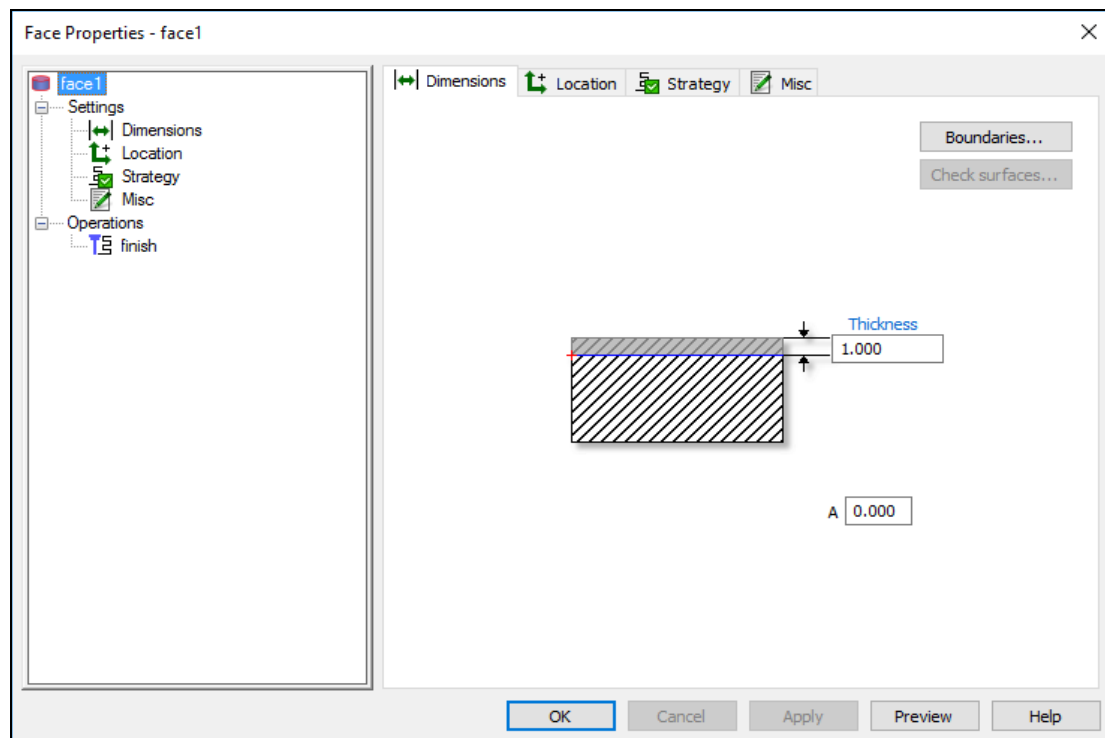 Face Properties - face1
face1
Settings
Dimensions
Location
Strategy
Misc
Operations
finish
Dimensions Location Strategy Misc
Boundaries...
Check surfaces...
Thickness
1.000
A 0.000
OK Cancel Apply Preview Help